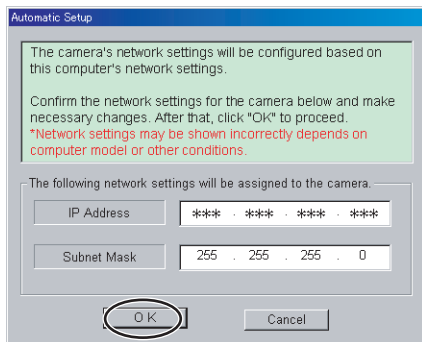 Automatic Setup
The camera's network settings will be configured based on
this computer's network settings.
Confirm the network settings for the camera below and make
necessary changes. After that, click "OK" to proceed.
*Network settings may be shown incorrectly depends on
computer model or other conditions.
The following network settings will be assigned to the camera.
IP Address *** . *** . *** . ***
Subnet Mask 255 . 255 . 255 . 0
OK Cancel